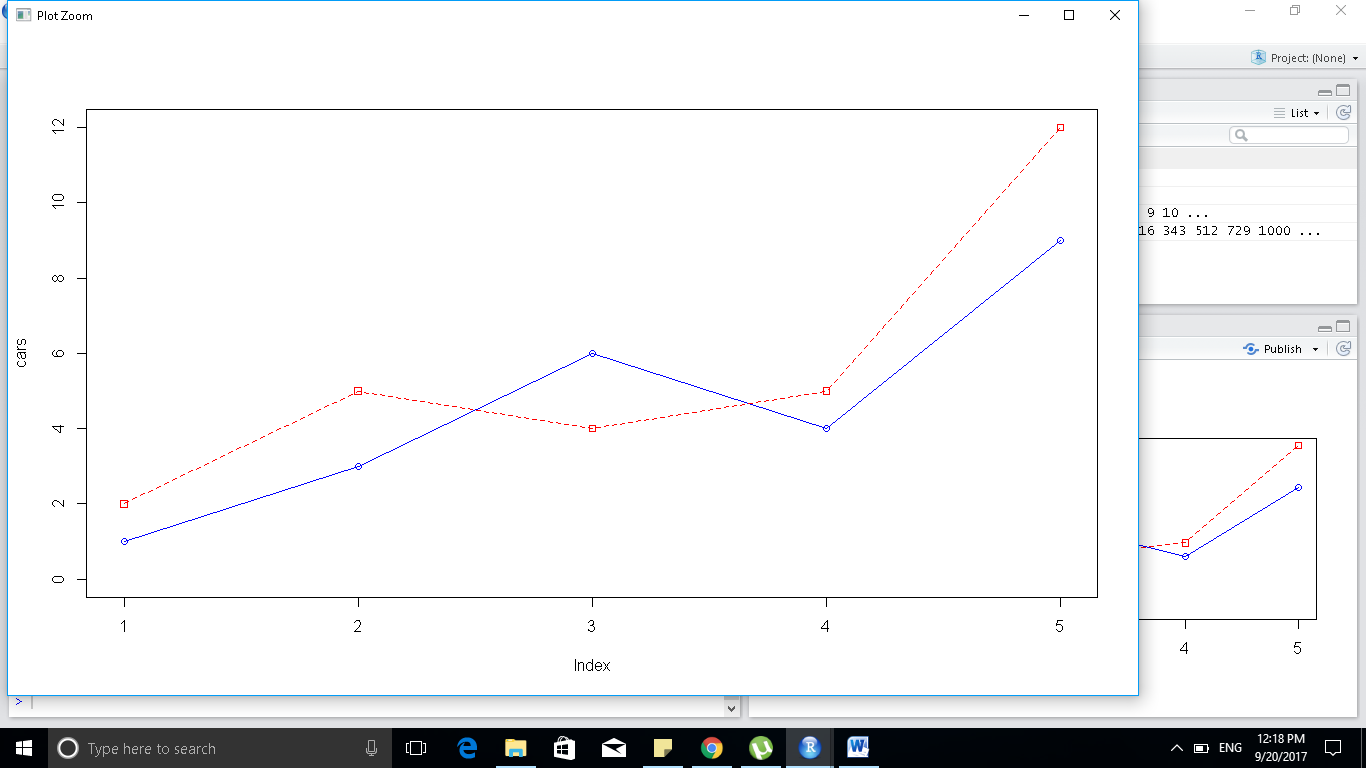 Plot Zoom
Project: (None)
List
9 10 ...
16 343 512 729 1000 ...
Publish
12
10
8
6
4
2
0
cars
1 2 3 4 5
Index
4 5
>
Type here to search
ENG
12:18 PM
9/20/2017